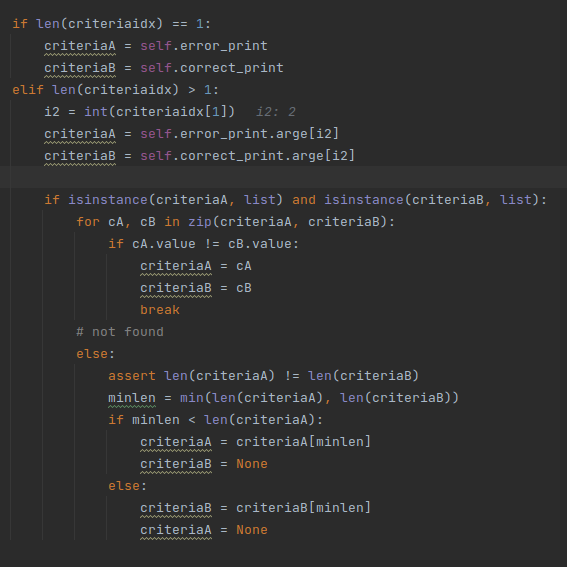 if len(criteriaidx) == 1:
    criteriaA = self.error_print
    criteriaB = self.correct_print
elif len(criteriaidx) > 1:
    i2 = int(criteriaidx[1])   i2: 2
    criteriaA = self.error_print.arge[i2]
    criteriaB = self.correct_print.arge[i2]
    if isinstance(criteriaA, list) and isinstance(criteriaB, list):
        for cA, cB in zip(criteriaA, criteriaB):
            if cA.value != cB.value:
                criteriaA = cA
                criteriaB = cB
                break
        # not found
        else:
            assert len(criteriaA) != len(criteriaB)
            minlen = min(len(criteriaA), len(criteriaB))
            if minlen < len(criteriaA):
                criteriaA = criteriaA[minlen]
                criteriaB = None
            else:
                criteriaB = criteriaB[minlen]
                criteriaA = None